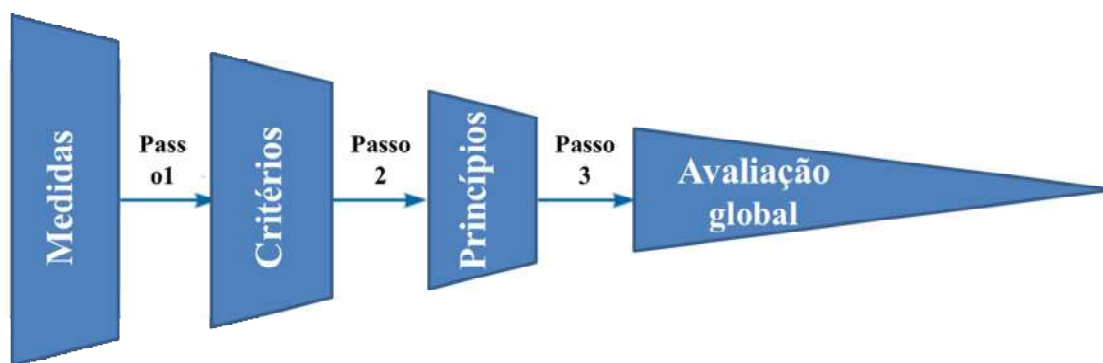 Medidas
Pass
o1
Critérios
Passo
2
Princípios
Passo
3
Avaliação
global